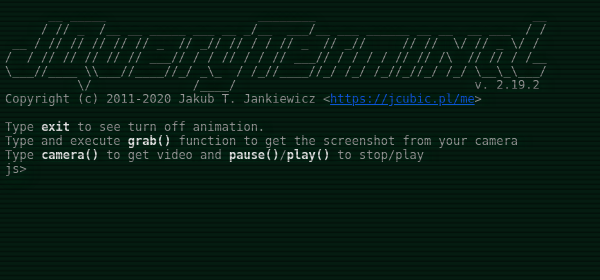 JQuery Terminal
v. 2.19.2
Copyright (c) 2011-2020 Jakub T. Jankiewicz <https://jcubic.pl/me>
Type exit to see turn off animation.
Type and execute grab() function to get the screenshot from your camera
Type camera() to get video and pause()/play() to stop/play
js>